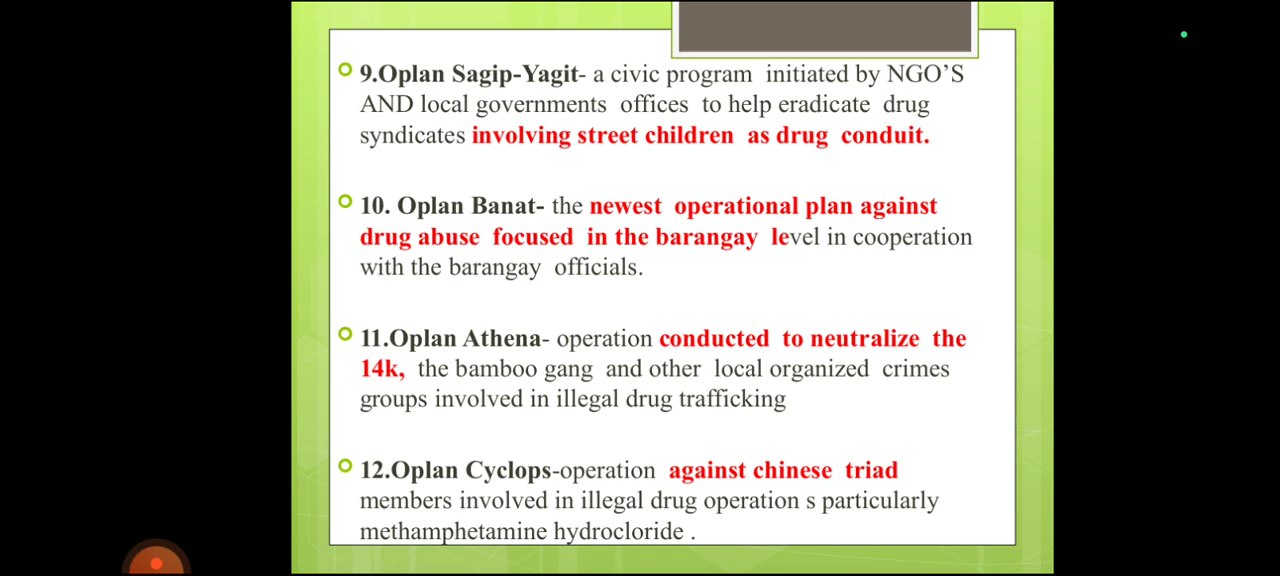 9.Oplan Sagip-Yagit- a civic program initiated by NGO’S
AND local governments offices to help eradicate drug
syndicates involving street children as drug conduit.
10. Oplan Banat- the newest operational plan against
drug abuse focused in the barangay level in cooperation
with the barangay officials.
11.Oplan Athena- operation conducted to neutralize the
14k, the bamboo gang and other local organized crimes
groups involved in illegal drug trafficking
12.Oplan Cyclops-operation against chinese triad
members involved in illegal drug operation s particularly
methamphetamine hydrocloride .